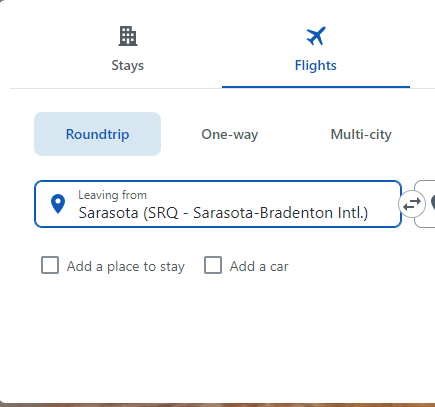 Stays
Flights
Roundtrip
One-way
Multi-city
Leaving from
Sarasota (SRQ - Sarasota-Bradenton Intl.)
Add a place to stay
Add a car